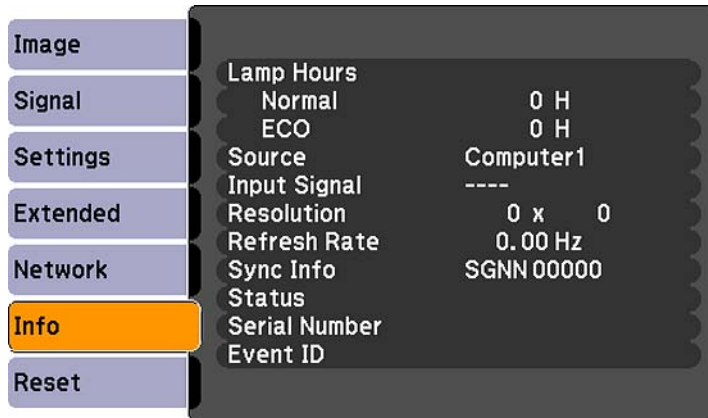 Image
Signal
Settings
Extended
Network
Info
Reset
Lamp Hours
Normal 0 H
ECO 0 H
Source Computer1
Input Signal ----
Resolution 0 x 0
Refresh Rate 0.00 Hz
Sync Info SGNN 00000
Status
Serial Number
Event ID